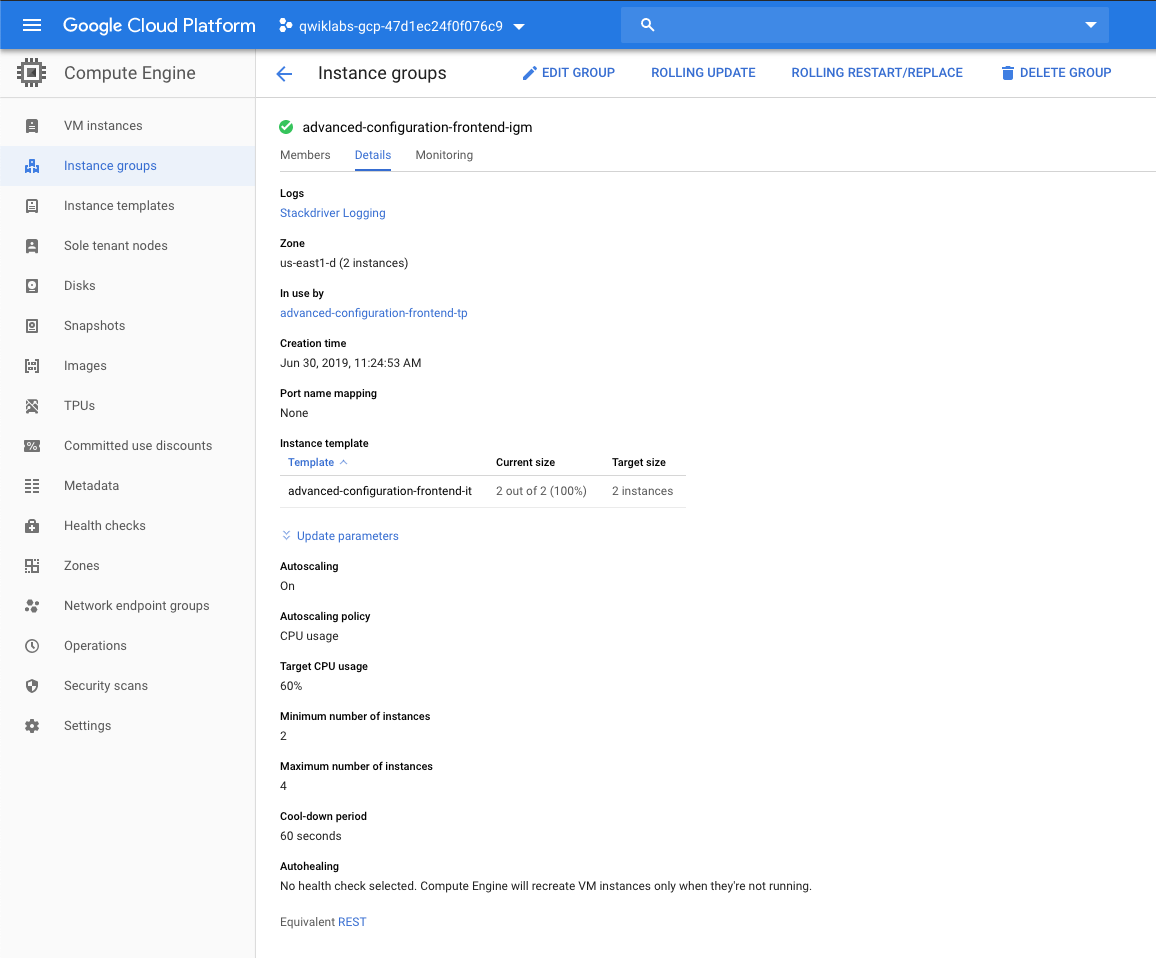 Google Cloud Platform
qwiklabs-gcp-47d1ec24f0f076c9
Compute Engine
VM instances
Instance groups
Instance templates
Sole tenant nodes
Disks
Snapshots
Images
TPUs
Committed use discounts
Metadata
Health checks
Zones
Network endpoint groups
Operations
Security scans
Settings
Instance groups
EDIT GROUP
ROLLING UPDATE
ROLLING RESTART/REPLACE
DELETE GROUP
advanced-configuration-frontend-igm
Members Details Monitoring
Logs
Stackdriver Logging
Zone
us-east1-d (2 instances)
In use by
advanced-configuration-frontend-tp
Creation time
Jun 30, 2019, 11:24:53 AM
Port name mapping
None
Instance template
Template Current size Target size
advanced-configuration-frontend-it 2 out of 2 (100%) 2 instances
Update parameters
Autoscaling
On
Autoscaling policy
CPU usage
Target CPU usage
60%
Minimum number of instances
2
Maximum number of instances
4
Cool-down period
60 seconds
Autohealing
No health check selected. Compute Engine will recreate VM instances only when they're not running.
Equivalent REST